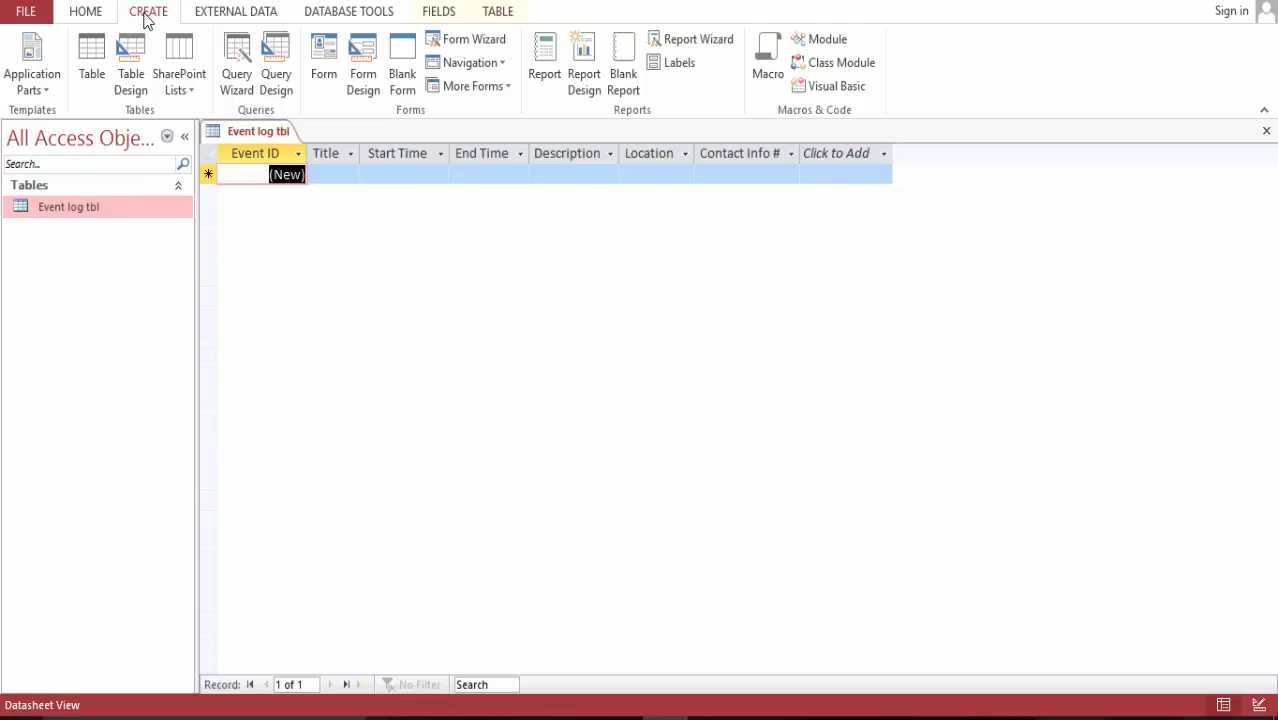 FILE HOME CREATE EXTERNAL DATA DATABASE TOOLS FIELDS TABLE Sign in
Application Parts
Templates
Table
Table Design
SharePoint Lists
Tables
Query Wizard
Query Design
Queries
Form
Form Design
Blank Form
Form Wizard
Navigation
More Forms
Forms
Report
Report Design
Blank Report
Report Wizard
Labels
Reports
Macro
Module
Class Module
Visual Basic
Macros & Code
All Access Obje...
Search...
Tables
Event log tbl
Event log tbl
Event ID Title Start Time End Time Description Location Contact Info # Click to Add
(New)
Record: 1 of 1 No Filter Search
Datasheet View